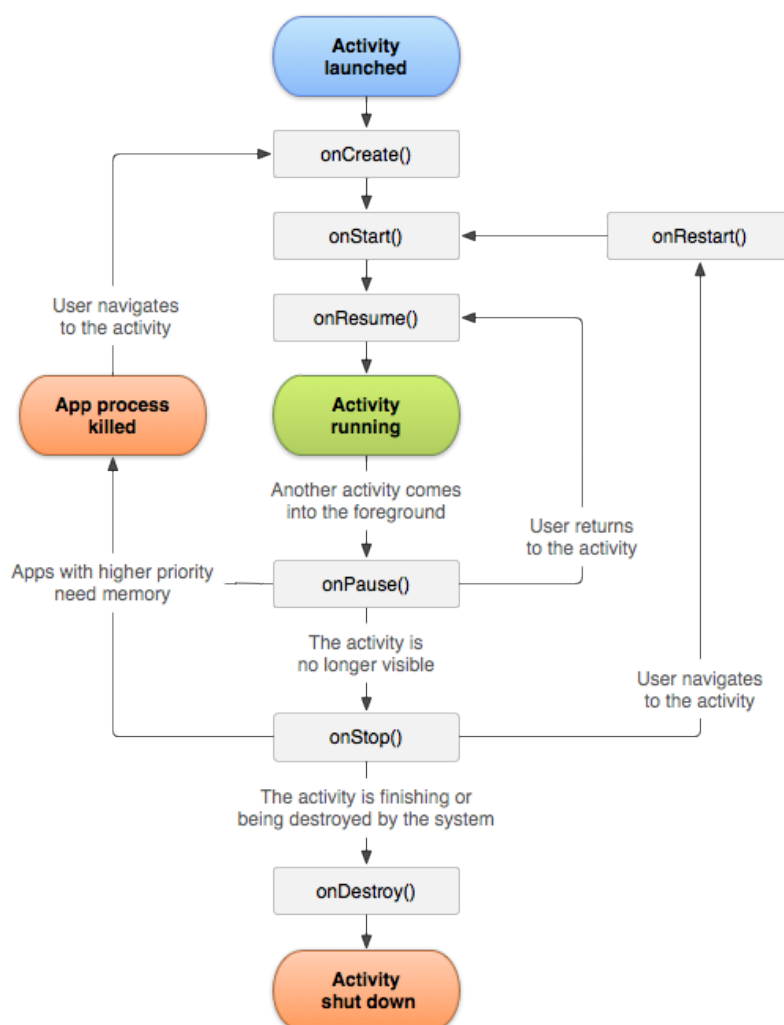 Activity
launched
onCreate()
onStart()
onRestart()
User navigates
to the activity
onResume()
App process
killed
Activity
running
Another activity comes
into the foreground
User returns
to the activity
Apps with higher priority
need memory
onPause()
The activity is
no longer visible
User navigates
to the activity
onStop()
The activity is finishing or
being destroyed by the system
onDestroy()
Activity
shut down